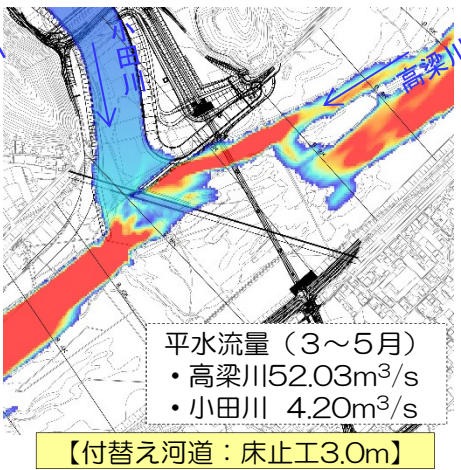 小田川
高梁川
平水流量（3～5月）
・高梁川52.03m³/s
・小田川 4.20m³/s
【付替え河道：床止工3.0m】